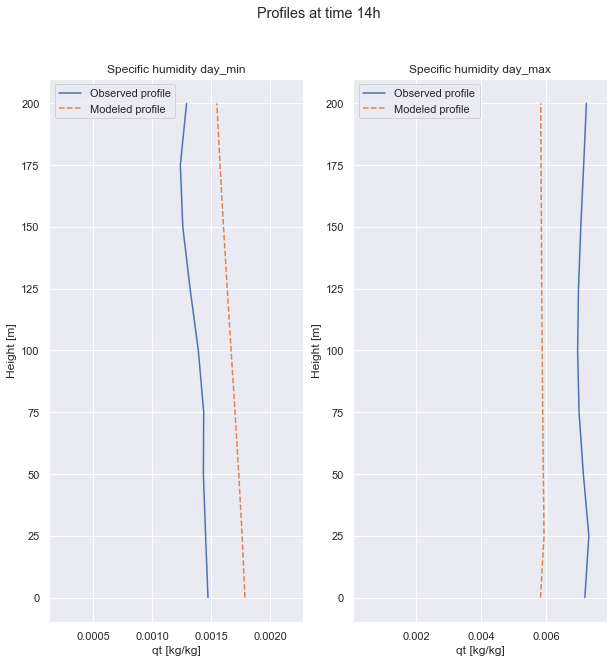 Profiles at time 14h
Specific humidity day_min
Observed profile
Modeled profile
200
175
150
125
100
75
50
25
0
Height [m]
0.0005 0.0010 0.0015 0.0020
qt [kg/kg]
Specific humidity day_max
Observed profile
Modeled profile
200
175
150
125
100
75
50
25
0
Height [m]
0.002 0.004 0.006
qt [kg/kg]